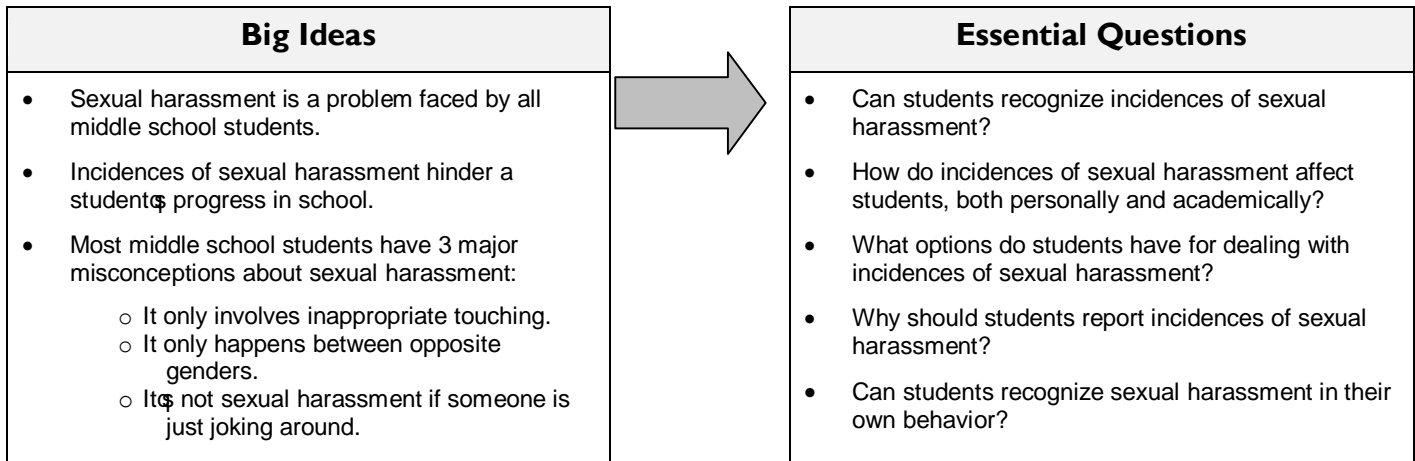 Big Ideas
• Sexual harassment is a problem faced by all
middle school students.
• Incidences of sexual harassment hinder a
studentqs progress in school.
• Most middle school students have 3 major
misconceptions about sexual harassment:
o It only involves inappropriate touching.
o It only happens between opposite
genders.
o Itqs not sexual harassment if someone is
just joking around.
Essential Questions
• Can students recognize incidences of sexual
harassment?
• How do incidences of sexual harassment affect
students, both personally and academically?
• What options do students have for dealing with
incidences of sexual harassment?
• Why should students report incidences of sexual
harassment?
• Can students recognize sexual harassment in their
own behavior?